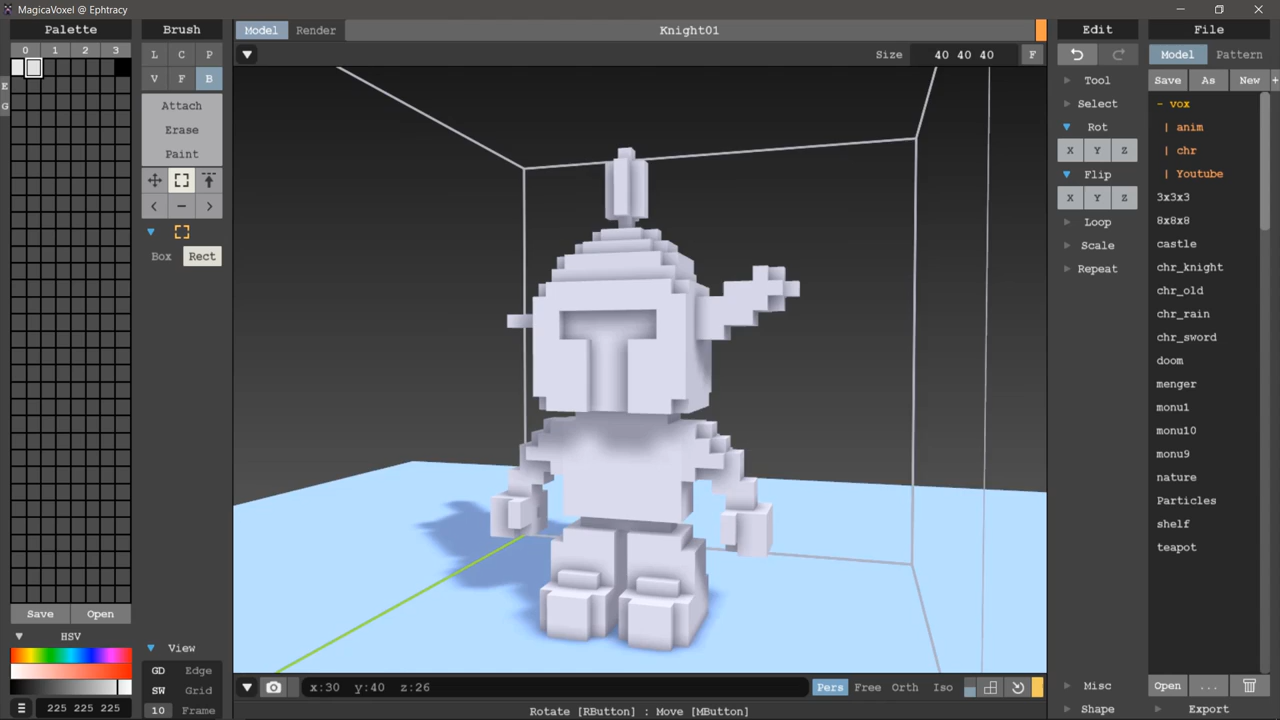 MagicaVoxel @ Ephtracy
Palette
0 1 2 3
E
G
Save Open
HSV
225 225 225
Brush
L C P
V F B
Attach
Erase
Paint
Box Rect
View
GD Edge
SW Grid
10 Frame
Model Render Knight01
Size 40 40 40 F
x:30 y:40 z:26
Pers Free Orth Iso
Rotate [RButton] : Move [MButton]
Edit
Tool
Select
Rot
X Y Z
Flip
X Y Z
Loop
Scale
Repeat
Misc
Shape
File
Model Pattern
Save As New +
- vox
| anim
| chr
| Youtube
3x3x3
8x8x8
castle
chr_knight
chr_old
chr_rain
chr_sword
doom
menger
monu1
monu10
monu9
nature
Particles
shelf
teapot
Open ...
Export